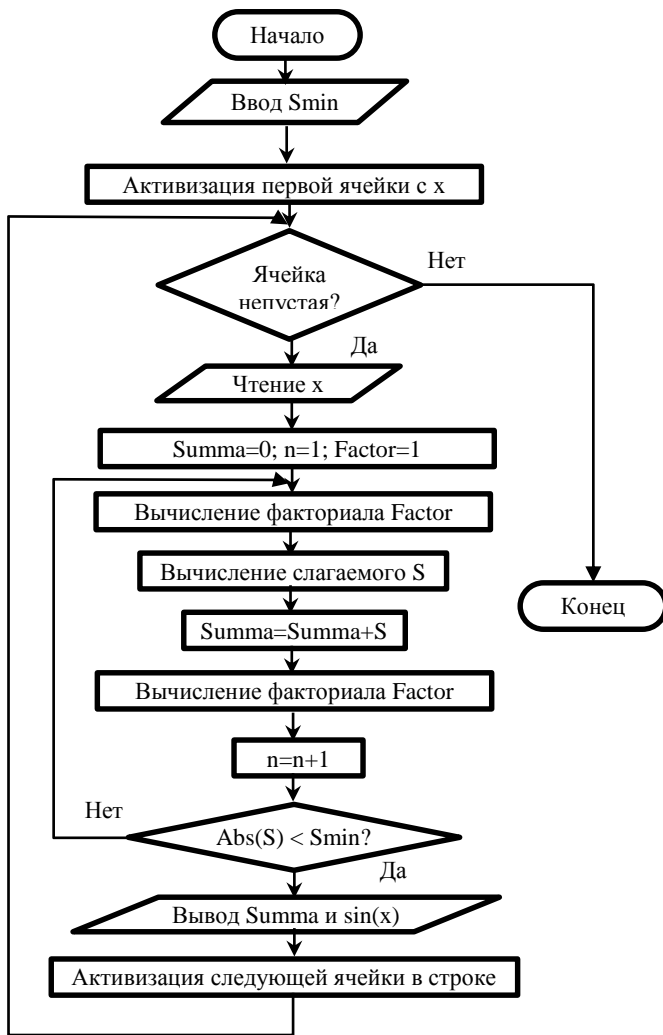 Начало
Ввод Smin
Активизация первой ячейки с x
Ячейка
непустая?
Нет
Да
Чтение x
Summa=0; n=1; Factor=1
Вычисление факториала Factor
Вычисление слагаемого S
Конец
Summa=Summa+S
Вычисление факториала Factor
n=n+1
Нет
Abs(S) < Smin?
Да
Вывод Summa и sin(x)
Активизация следующей ячейки в строке